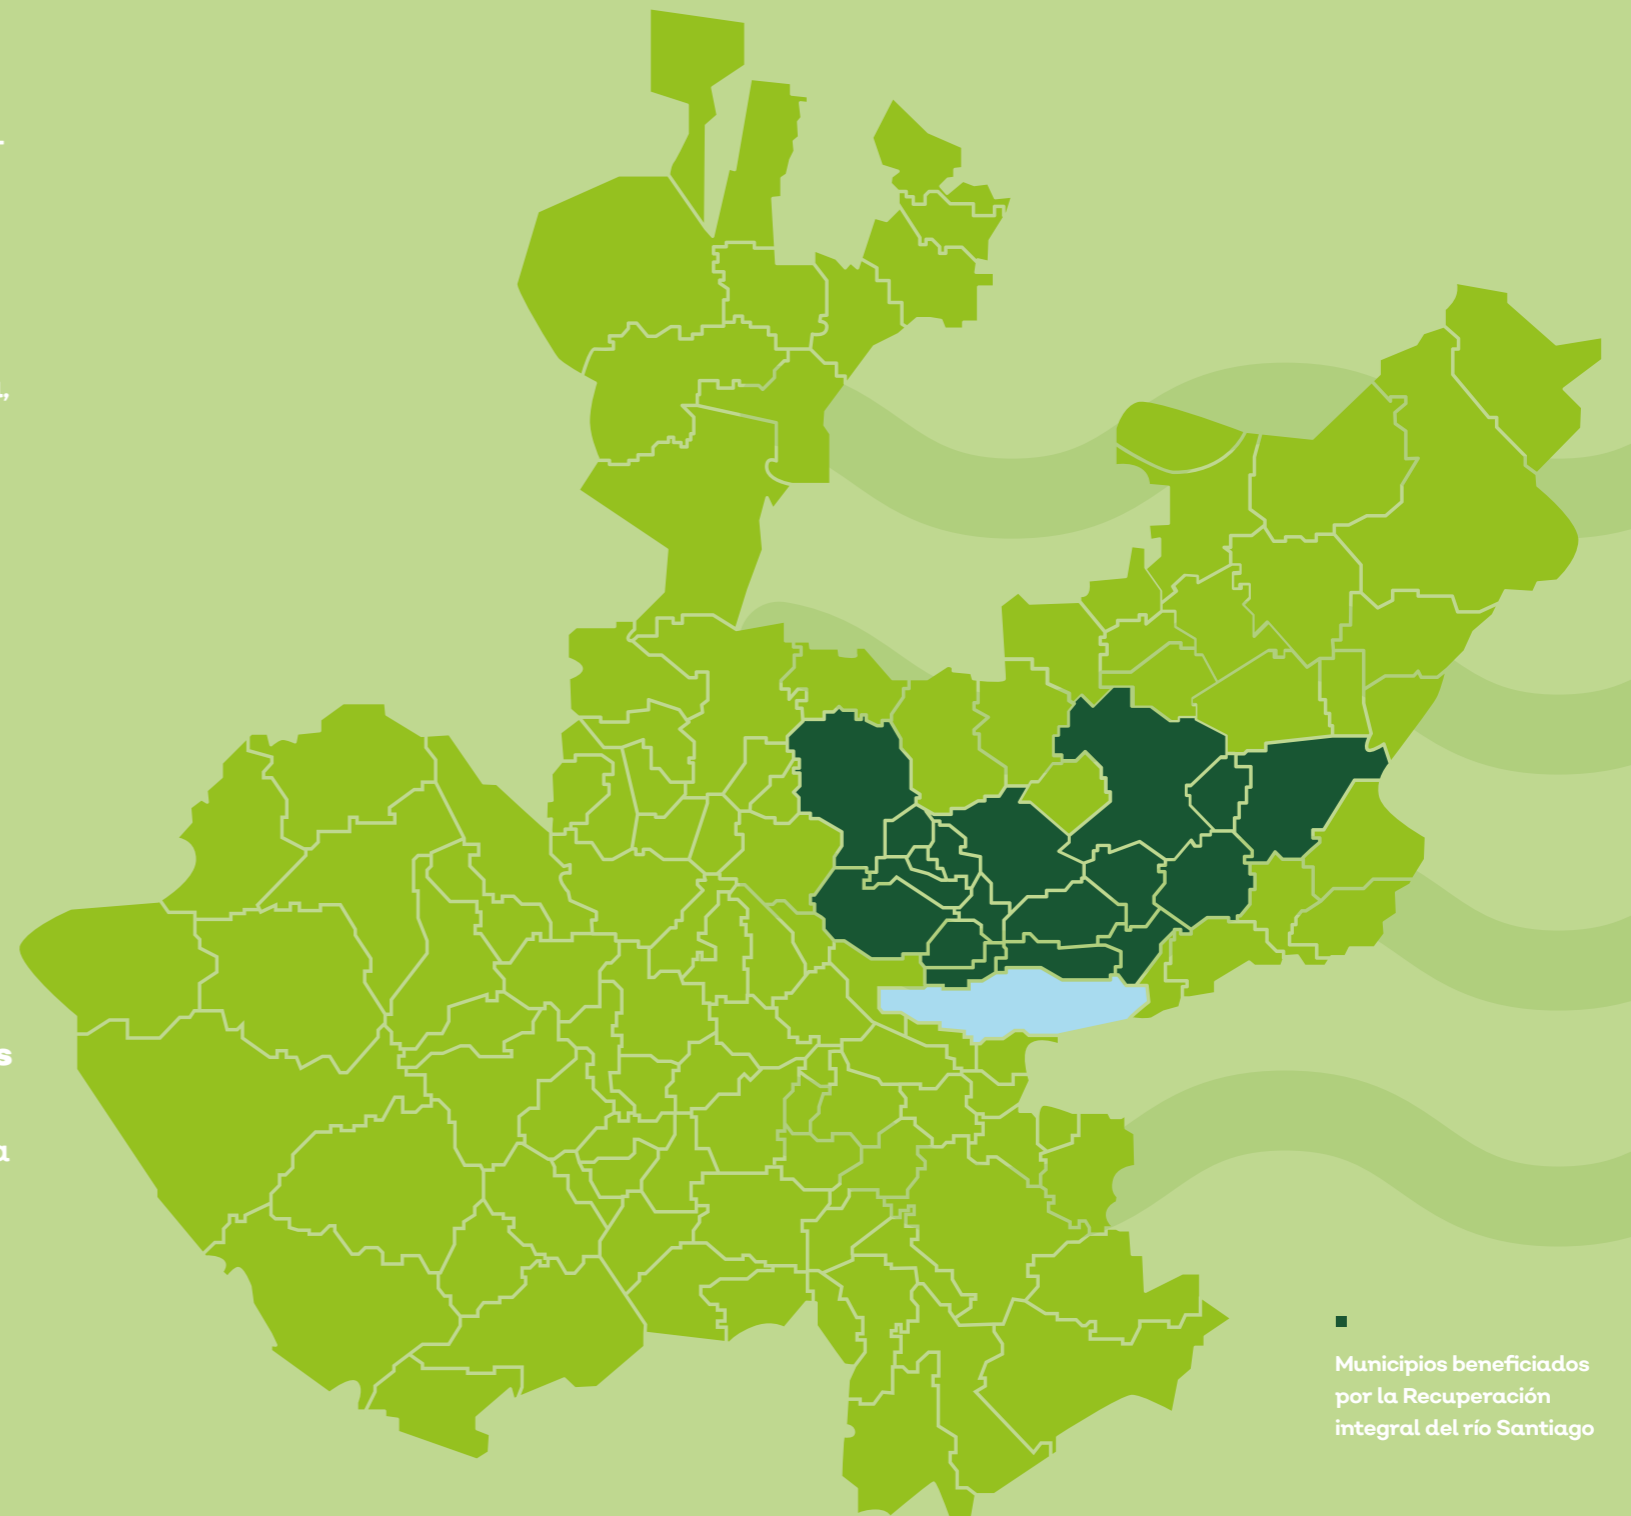 Municipios beneficiados
por la Recuperación
integral del río Santiago